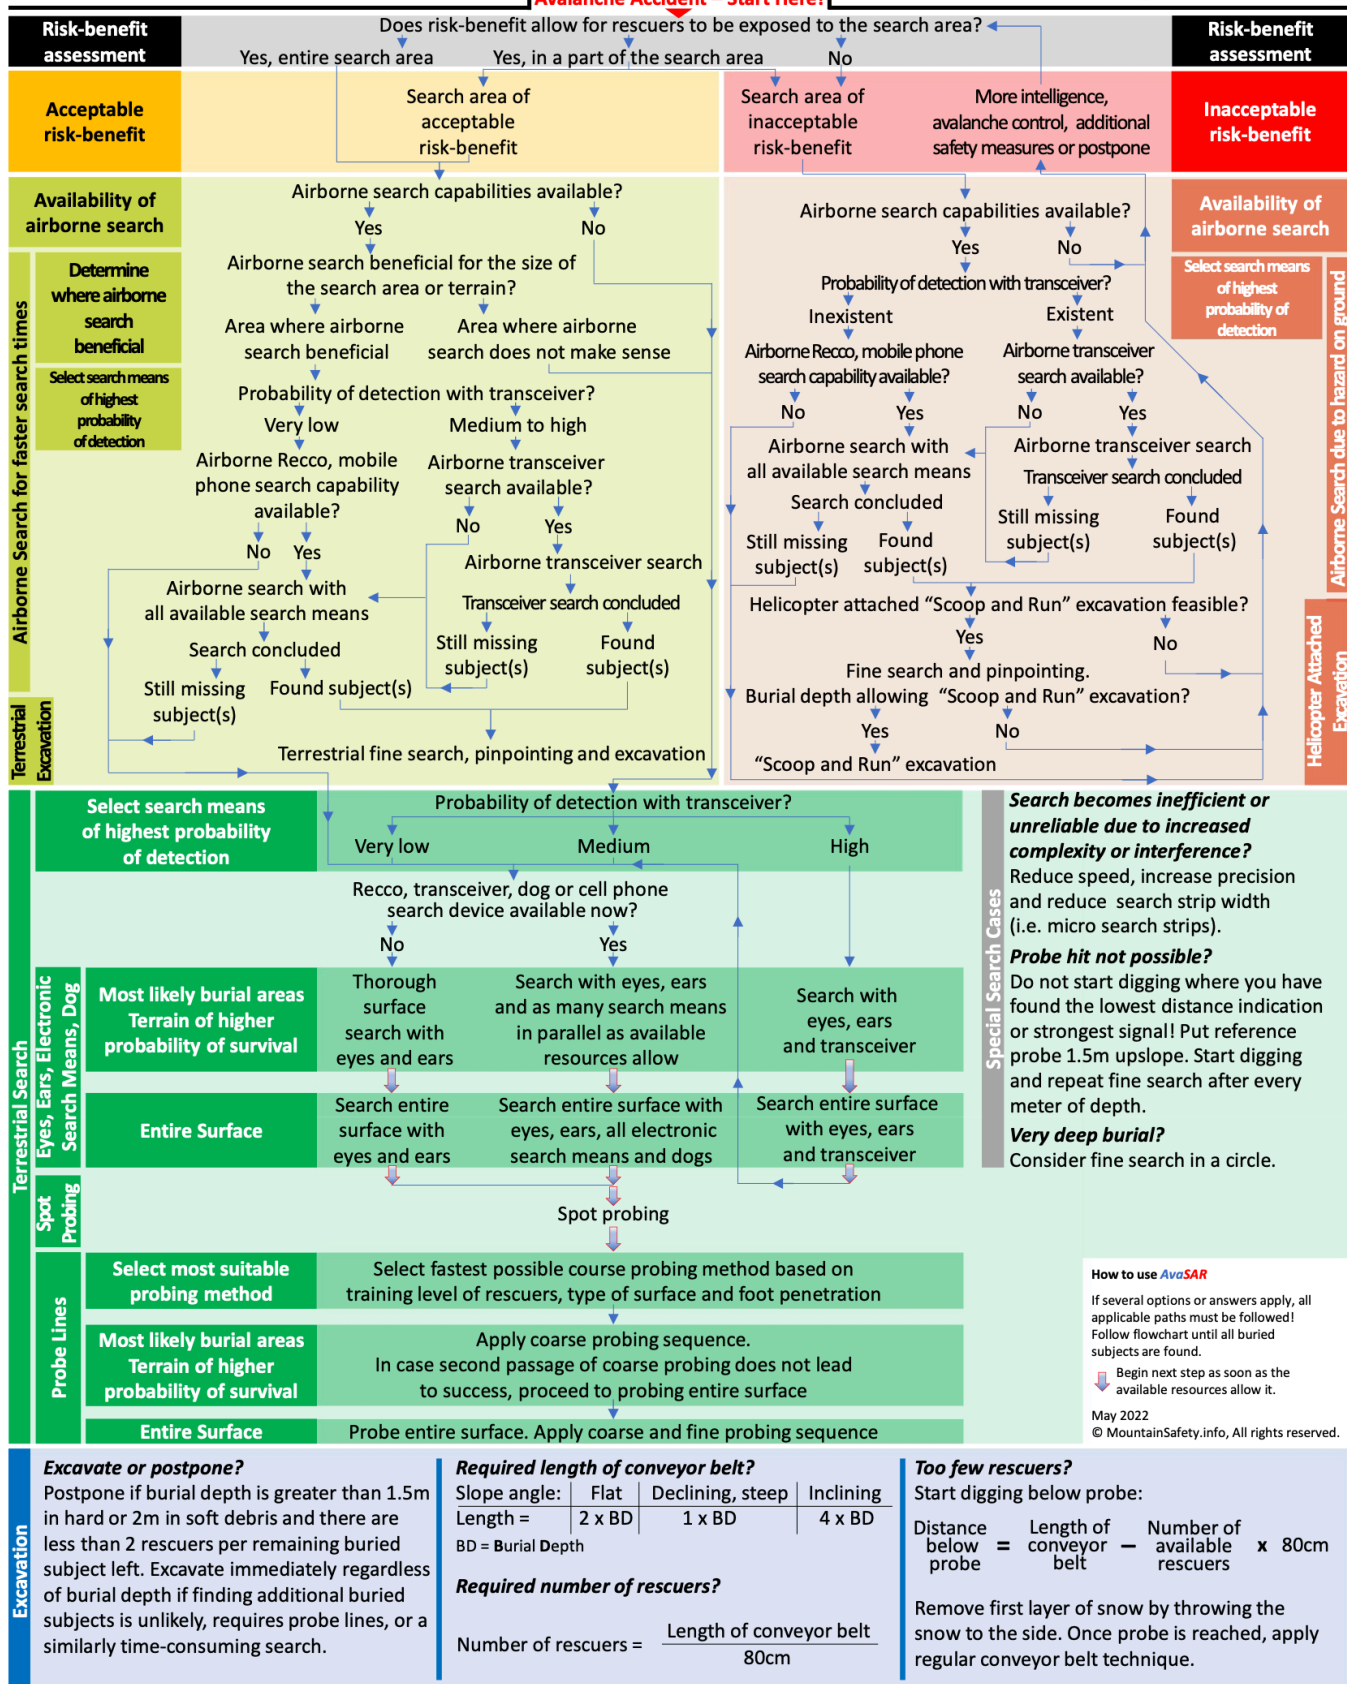 Avalanche Accident – Start Here!
Risk-benefit
assessment
Does risk-benefit allow for rescuers to be exposed to the search area?
Yes, entire search area
Yes, in a part of the search area
No
Risk-benefit
assessment
Acceptable
risk-benefit
Search area of
acceptable
risk-benefit
Search area of
inacceptable
risk-benefit
More intelligence,
avalanche control, additional
safety measures or postpone
Inacceptable
risk-benefit
Availability of
airborne search
Airborne search capabilities available?
Yes
No
Airborne Search for faster search times
Determine
where airborne
search
beneficial
Airborne search beneficial for the size of
the search area or terrain?
Area where airborne
search beneficial
Area where airborne
search does not make sense
Select search means
of highest
probability
of detection
Probability of detection with transceiver?
Very low
Medium to high
Airborne Recco, mobile
phone search capability
available?
No
Yes
Airborne transceiver
search available?
No
Yes
Airborne transceiver search
Airborne search with
all available search means
Transceiver search concluded
Still missing
subject(s)
Found
subject(s)
Search concluded
Still missing
subject(s)
Found subject(s)
Terrestrial
Excavation
Terrestrial fine search, pinpointing and excavation
Airborne search capabilities available?
Yes
No
Availability of
airborne search
Probability of detection with transceiver?
Inexistent
Existent
Select search means
of highest
probability of
detection
Airborne Search due to hazard on ground
Airborne Recco, mobile phone
search capability available?
No
Yes
Airborne transceiver
search available?
No
Yes
Airborne search with
all available search means
Airborne transceiver search
Transceiver search concluded
Search concluded
Still missing
subject(s)
Found
subject(s)
Still missing
subject(s)
Found
subject(s)
Helicopter attached “Scoop and Run” excavation feasible?
Yes
No
Helicopter Attached
Excavation
Fine search and pinpointing.
Burial depth allowing “Scoop and Run” excavation?
Yes
No
“Scoop and Run” excavation
Terrestrial Search
Select search means
of highest probability
of detection
Probability of detection with transceiver?
Very low
Medium
High
Recco, transceiver, dog or cell phone
search device available now?
No
Yes
Eyes, Ears, Electronic
Search Means, Dog
Most likely burial areas
Terrain of higher
probability of survival
Thorough
surface
search with
eyes and ears
Search with eyes, ears
and as many search means
in parallel as available
resources allow
Search with
eyes, ears
and transceiver
Entire Surface
Search entire
surface with
eyes and ears
Search entire surface with
eyes, ears, all electronic
search means and dogs
Search entire surface
with eyes, ears
and transceiver
Spot
Probing
Spot probing
Probe Lines
Select most suitable
probing method
Select fastest possible course probing method based on
training level of rescuers, type of surface and foot penetration
Most likely burial areas
Terrain of higher
probability of survival
Apply coarse probing sequence.
In case second passage of coarse probing does not lead
to success, proceed to probing entire surface
Entire Surface
Probe entire surface. Apply coarse and fine probing sequence
Special Search Cases
Search becomes inefficient or
unreliable due to increased
complexity or interference?
Reduce speed, increase precision
and reduce search strip width
(i.e. micro search strips).
Probe hit not possible?
Do not start digging where you have
found the lowest distance indication
or strongest signal! Put reference
probe 1.5m upslope. Start digging
and repeat fine search after every
meter of depth.
Very deep burial?
Consider fine search in a circle.
How to use AvaSAR
If several options or answers apply, all
applicable paths must be followed!
Follow flowchart until all buried
subjects are found.
Begin next step as soon as the
available resources allow it.
May 2022
© MountainSafety.info, All rights reserved.
Excavation
Excavate or postpone?
Postpone if burial depth is greater than 1.5m
in hard or 2m in soft debris and there are
less than 2 rescuers per remaining buried
subject left. Excavate immediately regardless
of burial depth if finding additional buried
subjects is unlikely, requires probe lines, or a
similarly time-consuming search.
Required length of conveyor belt?
Slope angle: Flat Declining, steep Inclining
Length = 2 x BD 1 x BD 4 x BD
BD = Burial Depth
Required number of rescuers?
Number of rescuers = Length of conveyor belt
80cm
Too few rescuers?
Start digging below probe:
Distance
below
probe
=
Length of
conveyor
belt
–
Number of
available
rescuers
x 80cm
Remove first layer of snow by throwing the
snow to the side. Once probe is reached, apply
regular conveyor belt technique.